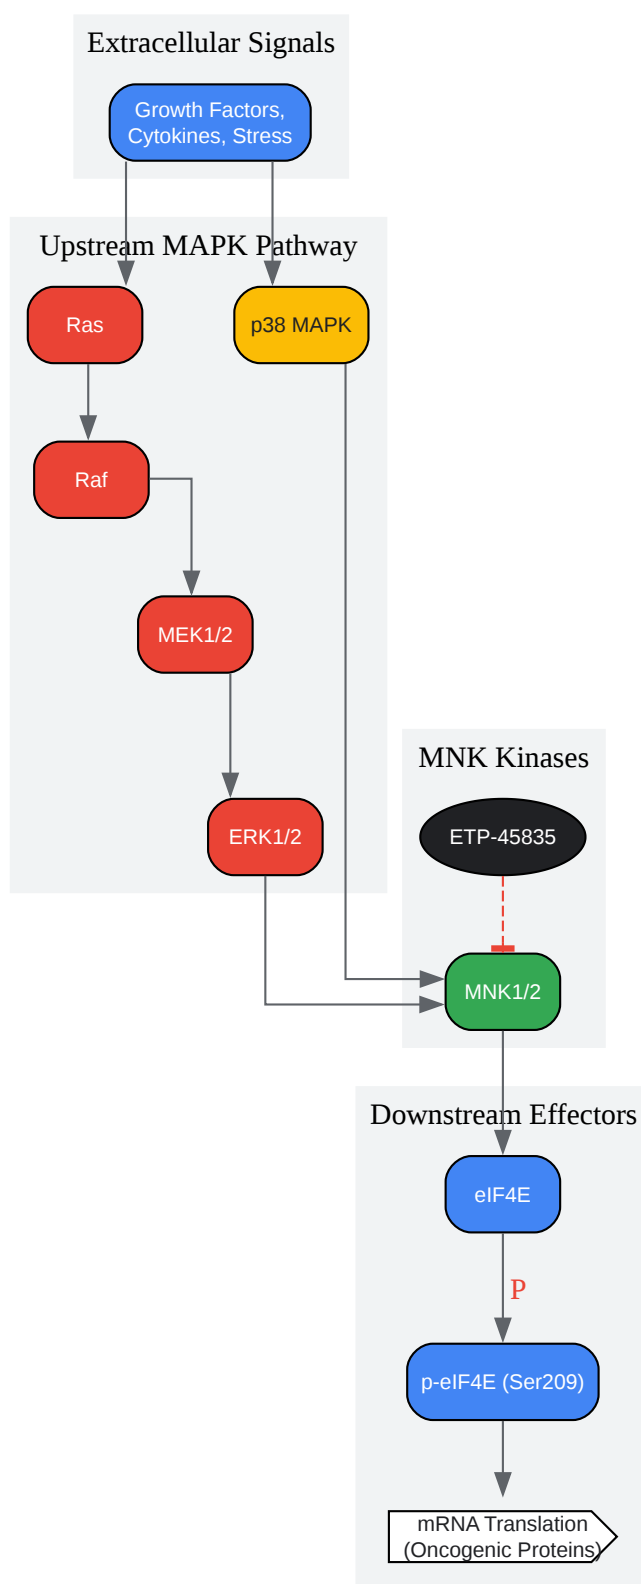 Extracellular Signals
Growth Factors,
Cytokines, Stress
Upstream MAPK Pathway
Ras
p38 MAPK
Raf
MEK1/2
ERK1/2
MNK Kinases
ETP-45835
MNK1/2
Downstream Effectors
eIF4E
P
p-eIF4E (Ser209)
mRNA Translation
(Oncogenic Proteins)